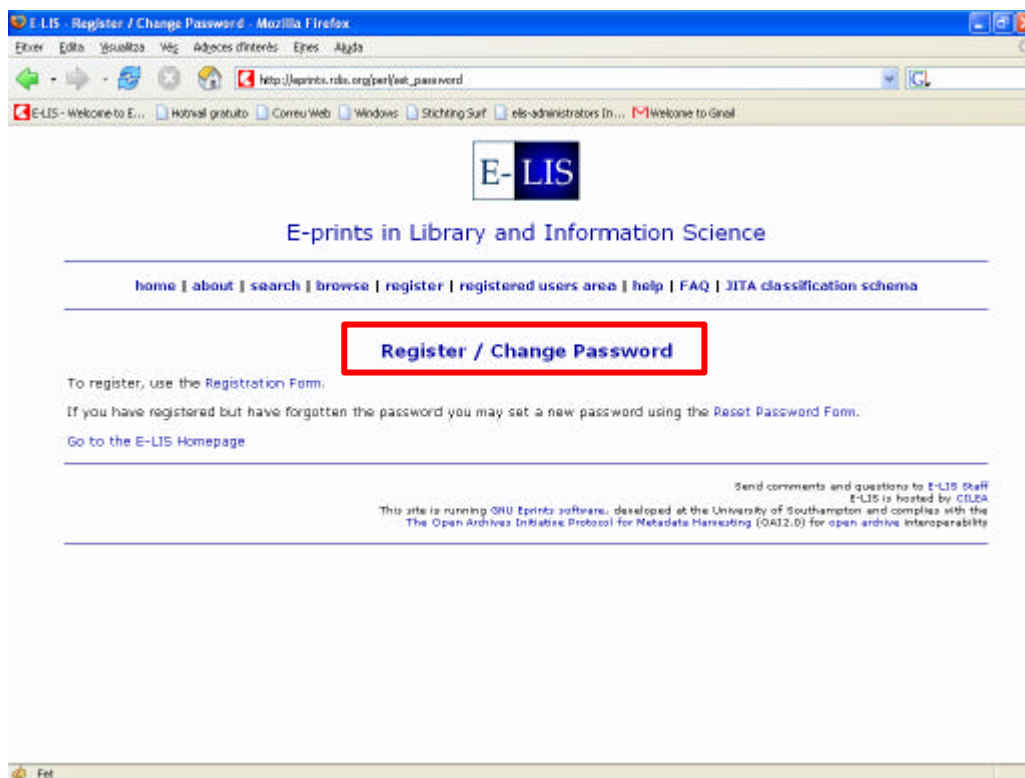 E-LIS - Register / Change Password - Mozilla Firefox
Fitxer Edita Visualitza Vés Adreces d'interès Eines Ajuda
http://eprints.rclis.org/perl/set_password
E-LIS - Welcome to E... Hotmail gratuito Correu Web Windows Stichting Surf elis-administrators In... Welcome to Gmail
E-LIS
E-prints in Library and Information Science
home | about | search | browse | register | registered users area | help | FAQ | JITA classification schema
Register / Change Password
To register, use the Registration Form.
If you have registered but have forgotten the password you may set a new password using the Reset Password Form.
Go to the E-LIS Homepage
Send comments and questions to E-LIS Staff
E-LIS is hosted by CILEA
This site is running GNU Eprints software, developed at the University of Southampton and complies with the
The Open Archives Initiative Protocol for Metadata Harvesting (OAI2.0) for open archive interoperability
Fet